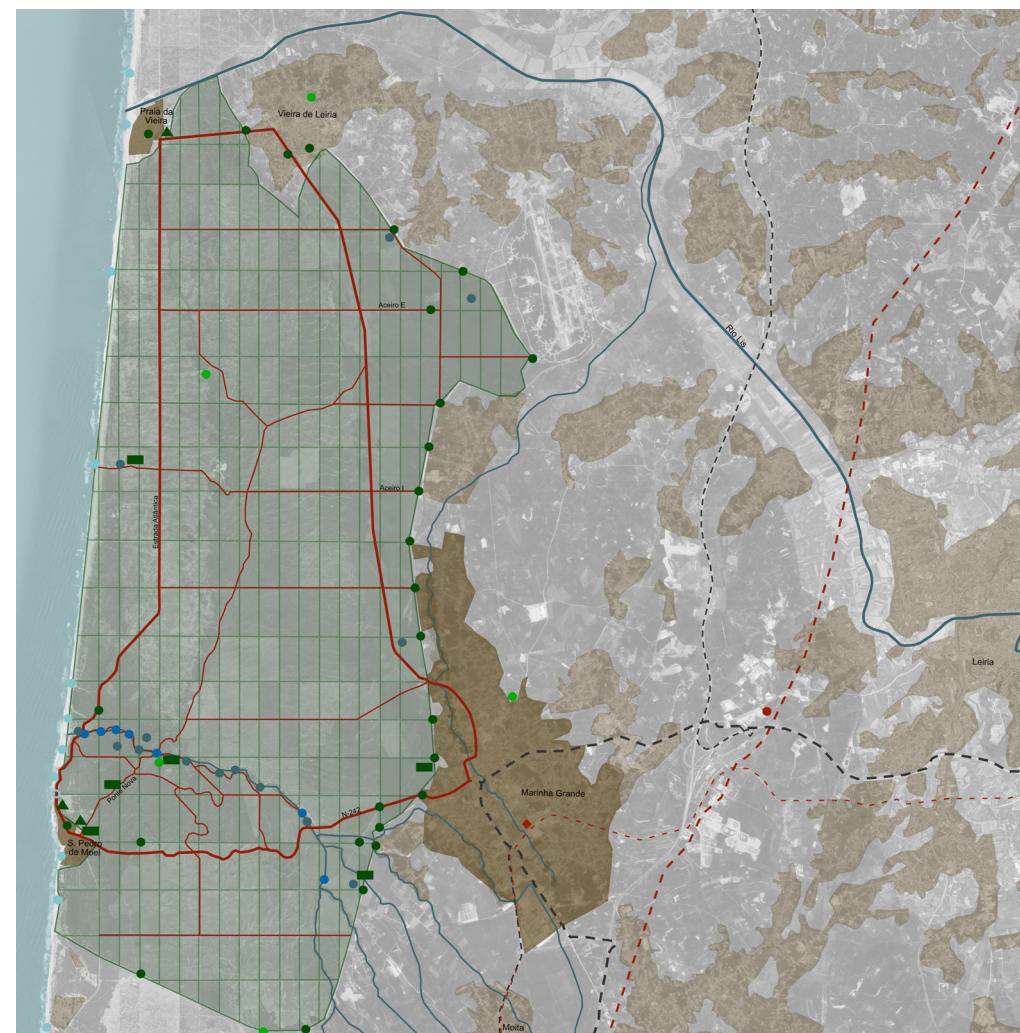 Praia da
Vieira
Vieira de Leiria
Aceiro E
Rio Lis
Aceiro I
Estrada Atlântica
Leiria
Ponte Nova
Marinha Grande
N-242
S. Pedro
de Moel
Moita